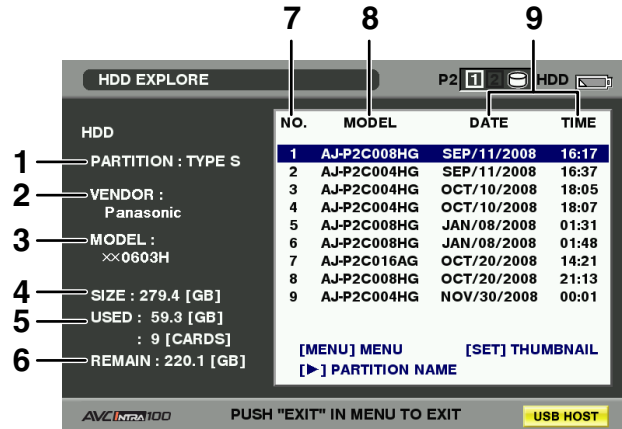 7 8 9
HDD EXPLORE P2 1 2 HDD
HDD
1 PARTITION : TYPE S
2 VENDOR :
Panasonic
3 MODEL :
××0603H
4 SIZE : 279.4 [GB]
5 USED : 59.3 [GB]
: 9 [CARDS]
6 REMAIN : 220.1 [GB]
NO. MODEL DATE TIME
1 AJ-P2C008HG SEP/11/2008 16:17
2 AJ-P2C004HG SEP/11/2008 16:37
3 AJ-P2C004HG OCT/10/2008 18:05
4 AJ-P2C004HG OCT/10/2008 18:07
5 AJ-P2C008HG JAN/08/2008 01:31
6 AJ-P2C008HG JAN/08/2008 01:48
7 AJ-P2C016AG OCT/20/2008 14:21
8 AJ-P2C008HG OCT/20/2008 21:13
9 AJ-P2C004HG NOV/30/2008 00:01
[MENU] MENU [SET] THUMBNAIL
[▶] PARTITION NAME
AVC INTRA 100 PUSH "EXIT" IN MENU TO EXIT USB HOST